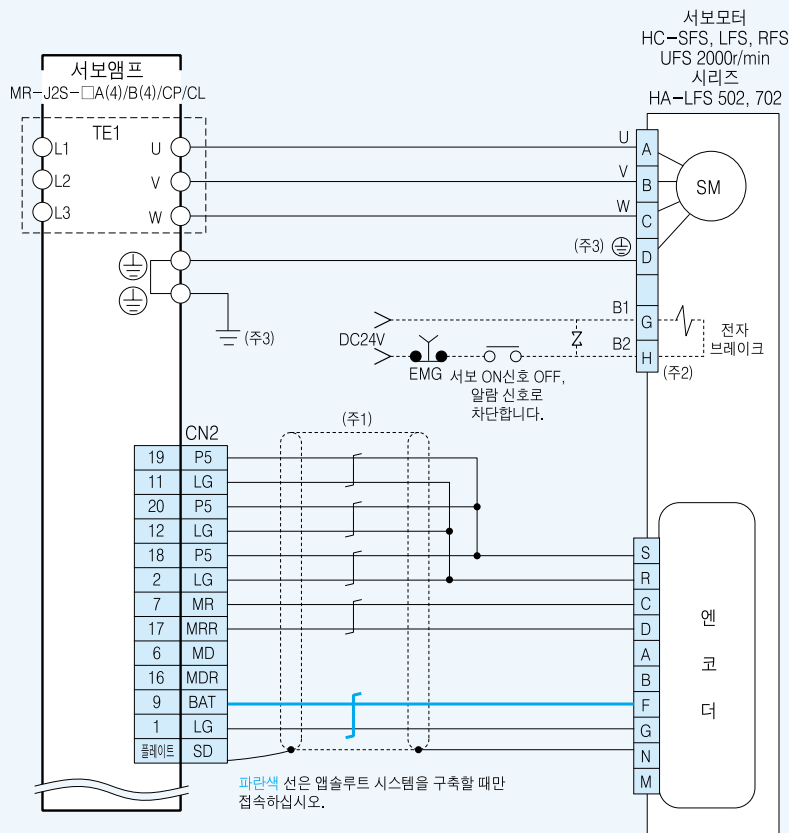 서보모터
HC-SFS, LFS, RFS
UFS 2000r/min
시리즈
HA-LFS 502, 702
서보앰프
MR-J2S-□A(4)/B(4)/CP/CL
TE1
L1 U U A
L2 V V B SM
L3 W W C
(주3) D
(주3)
B1 G
DC24V B2 H
전자
브레이크
(주2)
EMG 서보 ON신호 OFF,
알람 신호로
차단합니다.
(주1)
CN2
19 P5
11 LG
20 P5
12 LG
18 P5 S
2 LG R
7 MR C
17 MRR D
6 MD A
16 MDR B
9 BAT F
1 LG G
플레이트 SD N
M
엔
코
더
파란색 선은 앱솔루트 시스템을 구축할 때만
접속하십시오.